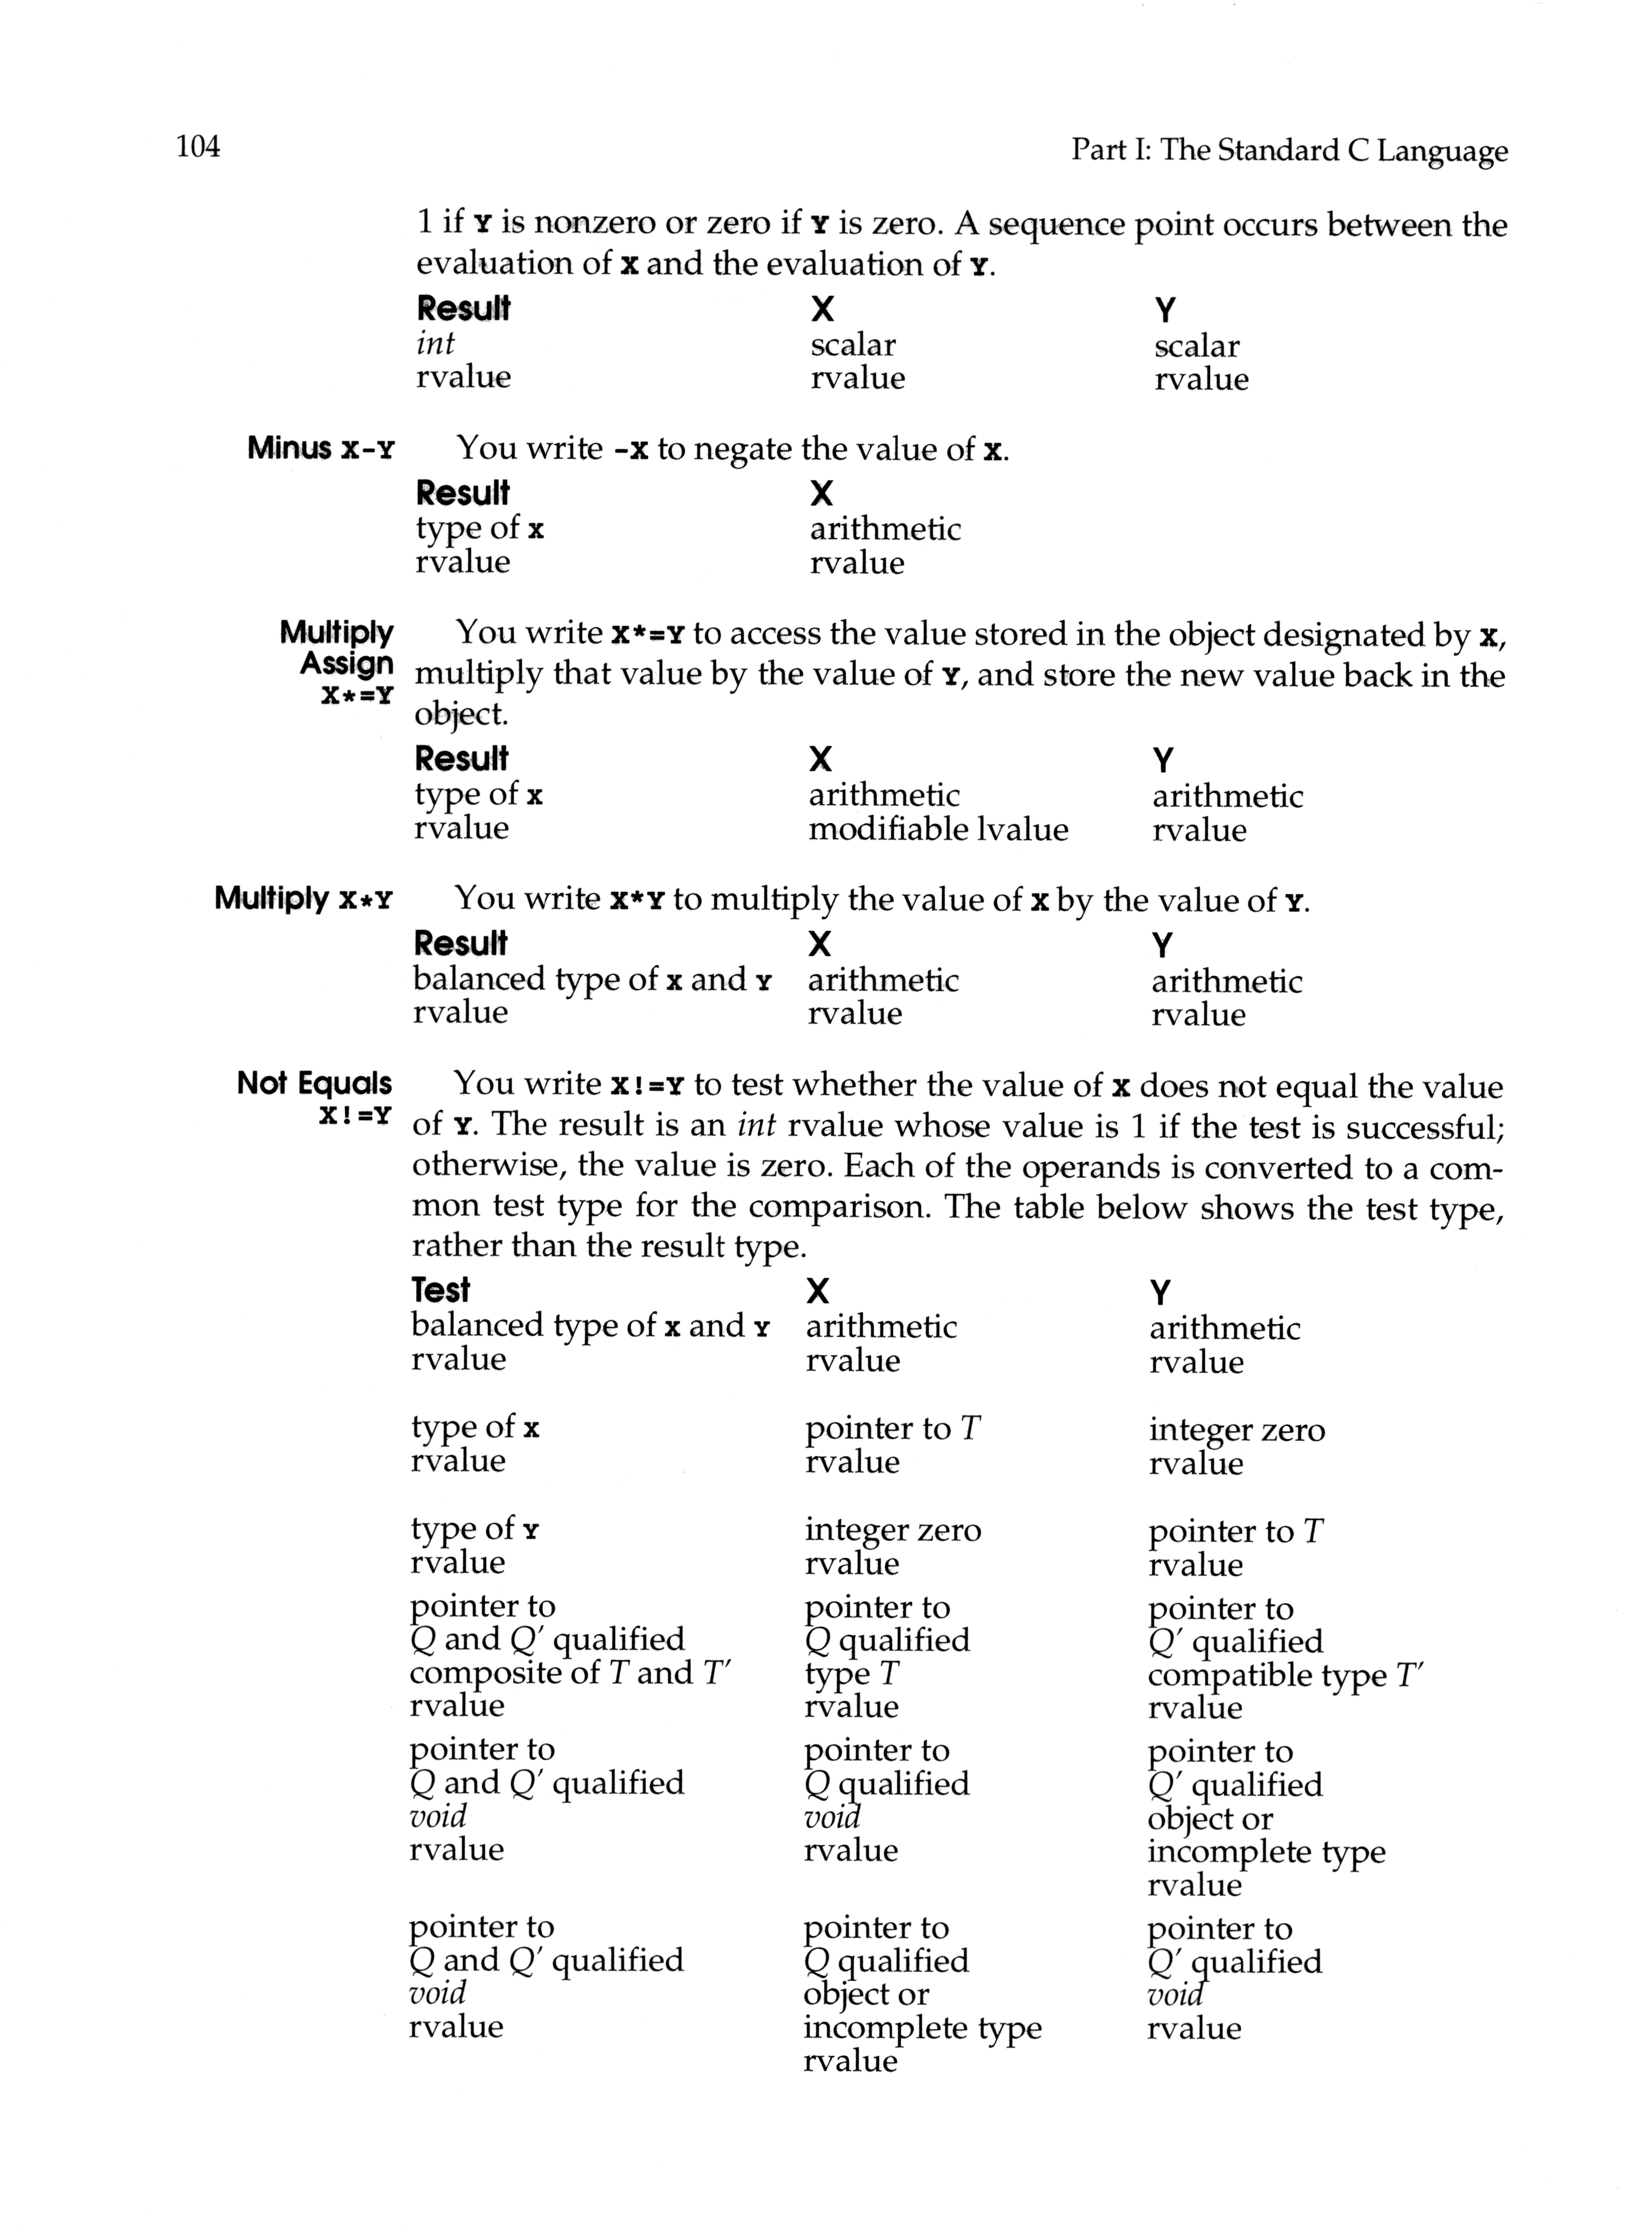 104 Part I: The Standard C Language
1 if Y is nonzero or zero if Y is zero. A sequence point occurs between the
evaluation of X and the evaluation of Y.
Result X Y
int scalar scalar
rvalue rvalue rvalue
Minus X-Y You write -X to negate the value of X.
Result X
type of X arithmetic
rvalue rvalue
Multiply You write X*=Y to access the value stored in the object designated by X,
Assign multiply that value by the value of Y, and store the new value back in the
X*=Y object.
Result X Y
type of X arithmetic arithmetic
rvalue modifiable lvalue rvalue
Multiply X*Y You write X*Y to multiply the value of X by the value of Y.
Result X Y
balanced type of X and Y arithmetic arithmetic
rvalue rvalue rvalue
Not Equals You write X!=Y to test whether the value of X does not equal the value
X!=Y of Y. The result is an int rvalue whose value is 1 if the test is successful;
otherwise, the value is zero. Each of the operands is converted to a com-
mon test type for the comparison. The table below shows the test type,
rather than the result type.
Test X Y
balanced type of X and Y arithmetic arithmetic
rvalue rvalue rvalue
type of X pointer to T integer zero
rvalue rvalue rvalue
type of Y integer zero pointer to T
rvalue rvalue rvalue
pointer to pointer to pointer to
Q and Q′ qualified Q qualified Q′ qualified
composite of T and T′ type T compatible type T′
rvalue rvalue rvalue
pointer to pointer to pointer to
Q and Q′ qualified Q qualified Q′ qualified
void void object or
rvalue rvalue incomplete type
rvalue
pointer to pointer to pointer to
Q and Q′ qualified Q qualified Q′ qualified
void object or void
rvalue incomplete type rvalue
rvalue